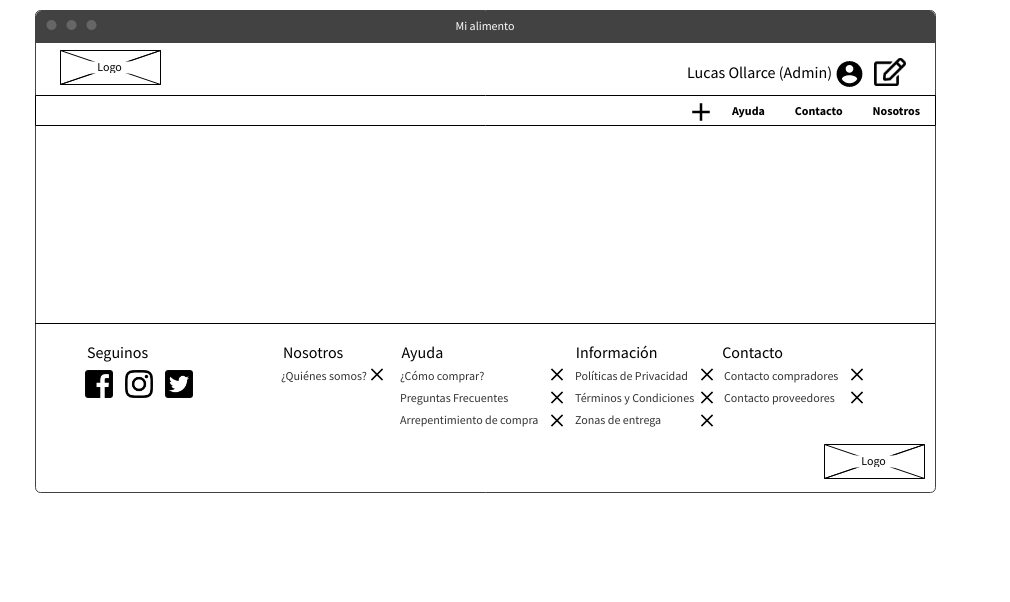 Mi alimento
Logo
Lucas Ollarce (Admin)
Ayuda Contacto Nosotros
Seguinos Nosotros Ayuda Información Contacto
¿Quiénes somos? ¿Cómo comprar? Políticas de Privacidad Contacto compradores
Preguntas Frecuentes Términos y Condiciones Contacto proveedores
Arrepentimiento de compra Zonas de entrega
Logo